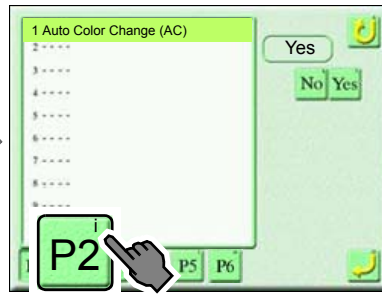 1 Auto Color Change (AC)
Yes
2 - - - -
No Yes
3 - - - -
4 - - - -
5 - - - -
6 - - - -
7 - - - -
8 - - - -
i
P2 P5 P6